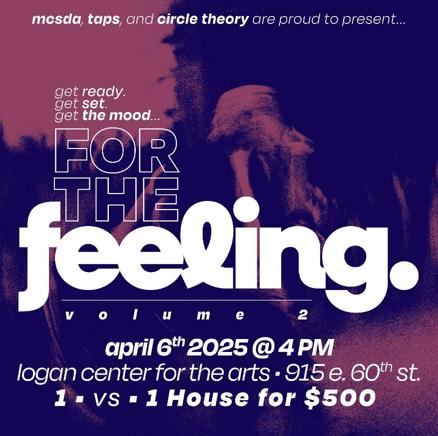 mcsda, taps, and circle theory are proud to present...
get ready.
get set.
get the mood...
FOR
THE
feeling.
volume 2
april 6th 2025 @ 4 PM
logan center for the arts • 915 e. 60th st.
1 ▪ vs ▪ 1 House for $500